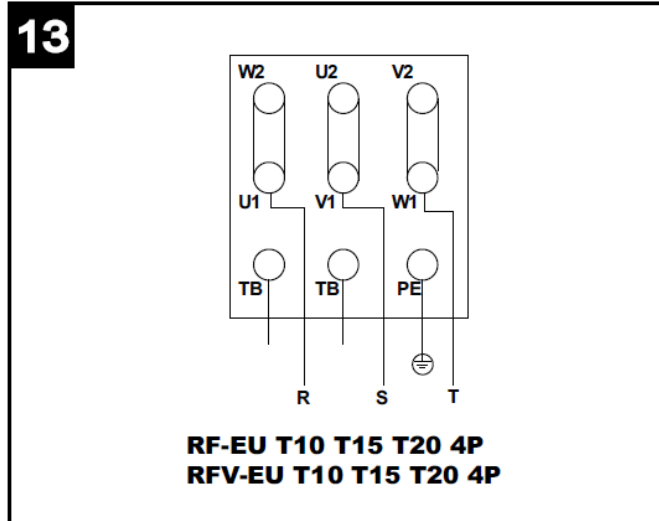 13
W2 U2 V2
U1 V1 W1
TB TB PE
R S T
RF-EU T10 T15 T20 4P
RFV-EU T10 T15 T20 4P